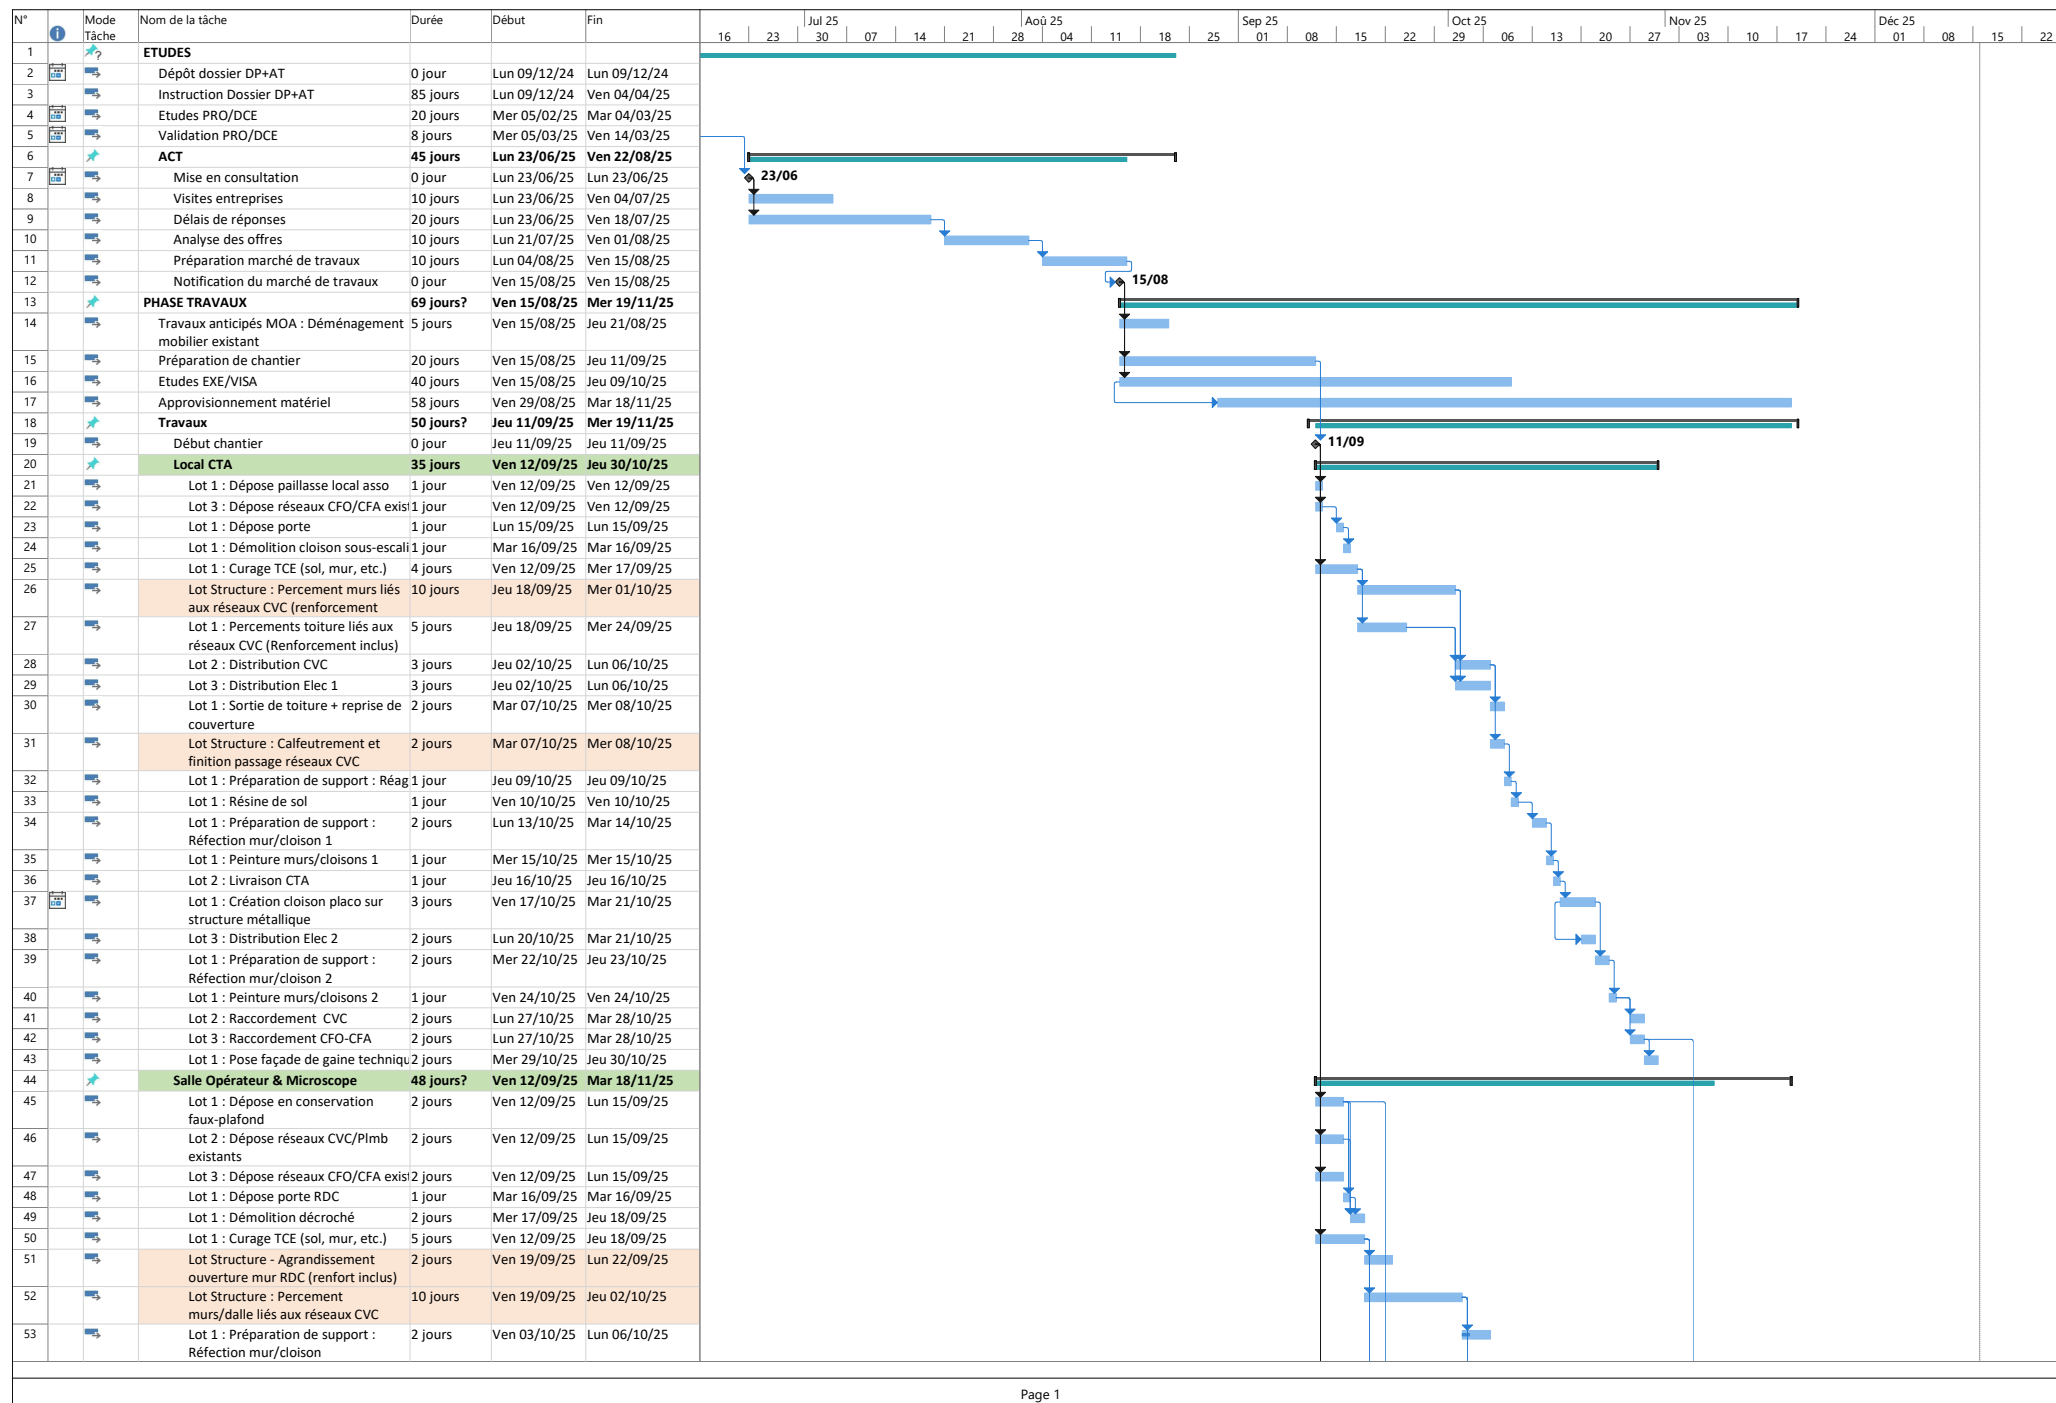 N° Mode Tâche Nom de la tâche Durée Début Fin
Jul 25 Aoû 25 Sep 25 Oct 25 Nov 25 Déc 25
16 23 30 07 14 21 28 04 11 18 25 01 08 15 22 29 06 13 20 27 03 10 17 24 01 08 15 22
1 ETUDES
2 Dépôt dossier DP+AT 0 jour Lun 09/12/24 Lun 09/12/24
3 Instruction Dossier DP+AT 85 jours Lun 09/12/24 Ven 04/04/25
4 Etudes PRO/DCE 20 jours Mer 05/02/25 Mar 04/03/25
5 Validation PRO/DCE 8 jours Mer 05/03/25 Ven 14/03/25
6 ACT 45 jours Lun 23/06/25 Ven 22/08/25
7 Mise en consultation 0 jour Lun 23/06/25 Lun 23/06/25 23/06
8 Visites entreprises 10 jours Lun 23/06/25 Ven 04/07/25
9 Délais de réponses 20 jours Lun 23/06/25 Ven 18/07/25
10 Analyse des offres 10 jours Lun 21/07/25 Ven 01/08/25
11 Préparation marché de travaux 10 jours Lun 04/08/25 Ven 15/08/25
12 Notification du marché de travaux 0 jour Ven 15/08/25 Ven 15/08/25 15/08
13 PHASE TRAVAUX 69 jours? Ven 15/08/25 Mer 19/11/25
14 Travaux anticipés MOA : Déménagement 5 jours Ven 15/08/25 Jeu 21/08/25
mobilier existant
15 Préparation de chantier 20 jours Ven 15/08/25 Jeu 11/09/25
16 Etudes EXE/VISA 40 jours Ven 15/08/25 Jeu 09/10/25
17 Approvisionnement matériel 58 jours Ven 29/08/25 Mar 18/11/25
18 Travaux 50 jours? Jeu 11/09/25 Mer 19/11/25
19 Début chantier 0 jour Jeu 11/09/25 Jeu 11/09/25 11/09
20 Local CTA 35 jours Ven 12/09/25 Jeu 30/10/25
21 Lot 1 : Dépose paillasse local asso 1 jour Ven 12/09/25 Ven 12/09/25
22 Lot 3 : Dépose réseaux CFO/CFA exist 1 jour Ven 12/09/25 Ven 12/09/25
23 Lot 1 : Dépose porte 1 jour Lun 15/09/25 Lun 15/09/25
24 Lot 1 : Démolition cloison sous-escali 1 jour Mar 16/09/25 Mar 16/09/25
25 Lot 1 : Curage TCE (sol, mur, etc.) 4 jours Ven 12/09/25 Mer 17/09/25
26 Lot Structure : Percement murs liés 10 jours Jeu 18/09/25 Mer 01/10/25
aux réseaux CVC (renforcement
27 Lot 1 : Percements toiture liés aux 5 jours Jeu 18/09/25 Mer 24/09/25
réseaux CVC (Renforcement inclus)
28 Lot 2 : Distribution CVC 3 jours Jeu 02/10/25 Lun 06/10/25
29 Lot 3 : Distribution Elec 1 3 jours Jeu 02/10/25 Lun 06/10/25
30 Lot 1 : Sortie de toiture + reprise de 2 jours Mar 07/10/25 Mer 08/10/25
couverture
31 Lot Structure : Calfeutrement et 2 jours Mar 07/10/25 Mer 08/10/25
finition passage réseaux CVC
32 Lot 1 : Préparation de support : Réag 1 jour Jeu 09/10/25 Jeu 09/10/25
33 Lot 1 : Résine de sol 1 jour Ven 10/10/25 Ven 10/10/25
34 Lot 1 : Préparation de support : 2 jours Lun 13/10/25 Mar 14/10/25
Réfection mur/cloison 1
35 Lot 1 : Peinture murs/cloisons 1 1 jour Mer 15/10/25 Mer 15/10/25
36 Lot 2 : Livraison CTA 1 jour Jeu 16/10/25 Jeu 16/10/25
37 Lot 1 : Création cloison placo sur 3 jours Ven 17/10/25 Mar 21/10/25
structure métallique
38 Lot 3 : Distribution Elec 2 2 jours Lun 20/10/25 Mar 21/10/25
39 Lot 1 : Préparation de support : 2 jours Mer 22/10/25 Jeu 23/10/25
Réfection mur/cloison 2
40 Lot 1 : Peinture murs/cloisons 2 1 jour Ven 24/10/25 Ven 24/10/25
41 Lot 2 : Raccordement CVC 2 jours Lun 27/10/25 Mar 28/10/25
42 Lot 3 : Raccordement CFO-CFA 2 jours Lun 27/10/25 Mar 28/10/25
43 Lot 1 : Pose façade de gaine techniqu 2 jours Mer 29/10/25 Jeu 30/10/25
44 Salle Opérateur & Microscope 48 jours? Ven 12/09/25 Mar 18/11/25
45 Lot 1 : Dépose en conservation 2 jours Ven 12/09/25 Lun 15/09/25
faux-plafond
46 Lot 2 : Dépose réseaux CVC/Plmb 2 jours Ven 12/09/25 Lun 15/09/25
existants
47 Lot 3 : Dépose réseaux CFO/CFA exist 2 jours Ven 12/09/25 Lun 15/09/25
48 Lot 1 : Dépose porte RDC 1 jour Mar 16/09/25 Mar 16/09/25
49 Lot 1 : Démolition décroché 2 jours Mer 17/09/25 Jeu 18/09/25
50 Lot 1 : Curage TCE (sol, mur, etc.) 5 jours Ven 12/09/25 Jeu 18/09/25
51 Lot Structure - Agrandissement 2 jours Ven 19/09/25 Lun 22/09/25
ouverture mur RDC (renfort inclus)
52 Lot Structure : Percement 10 jours Ven 19/09/25 Jeu 02/10/25
murs/dalle liés aux réseaux CVC
53 Lot 1 : Préparation de support : 2 jours Ven 03/10/25 Lun 06/10/25
Réfection mur/cloison
Page 1